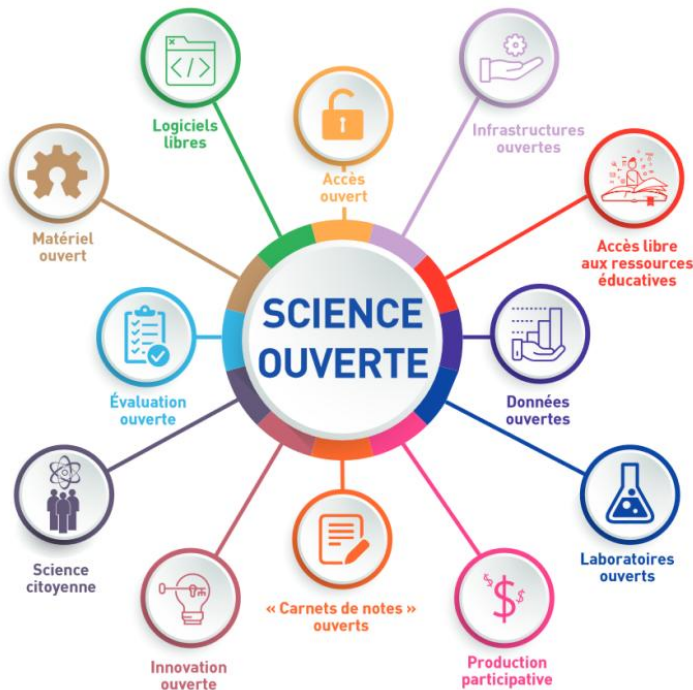 Logiciels
libres
Accès
ouvert
Infrastructures
ouvertes
Matériel
ouvert
Accès libre
aux ressources
éducatives
SCIENCE
OUVERTE
Évaluation
ouverte
Données
ouvertes
Science
citoyenne
Laboratoires
ouverts
« Carnets de notes »
ouverts
Innovation
ouverte
Production
participative